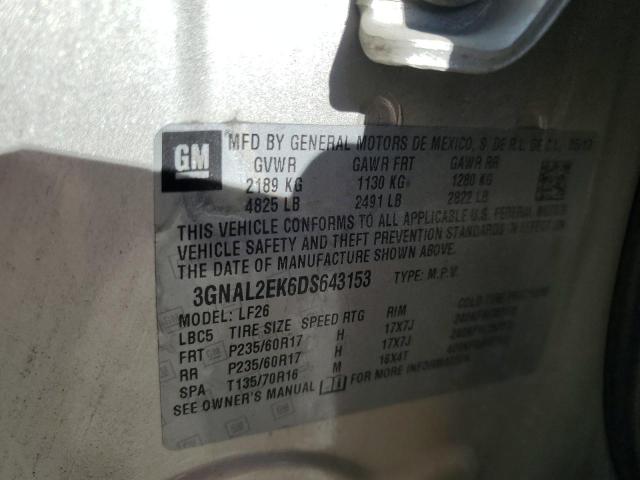 GM
MFD BY GENERAL MOTORS DE MEXICO, S. DE R.L. DE C.V.
GVWR GAWR FRT GAWR RR
2189 KG 1130 KG 1280 KG
4825 LB 2491 LB 2822 LB
THIS VEHICLE CONFORMS TO ALL APPLICABLE U.S. FEDERAL MOTOR
VEHICLE SAFETY AND THEFT PREVENTION STANDARDS IN EFFECT ON
THE DATE OF MANUFACTURE SHOWN ABOVE.
3GNAL2EK6DS643153 TYPE: M.P.V.
MODEL: LF26
LBC5 TIRE SIZE SPEED RTG RIM
FRT P235/60R17 H 17X7J
RR P235/60R17 H 17X7J
SPA T135/70R16 M 16X4T
SEE OWNER'S MANUAL FOR MORE INFORMATION